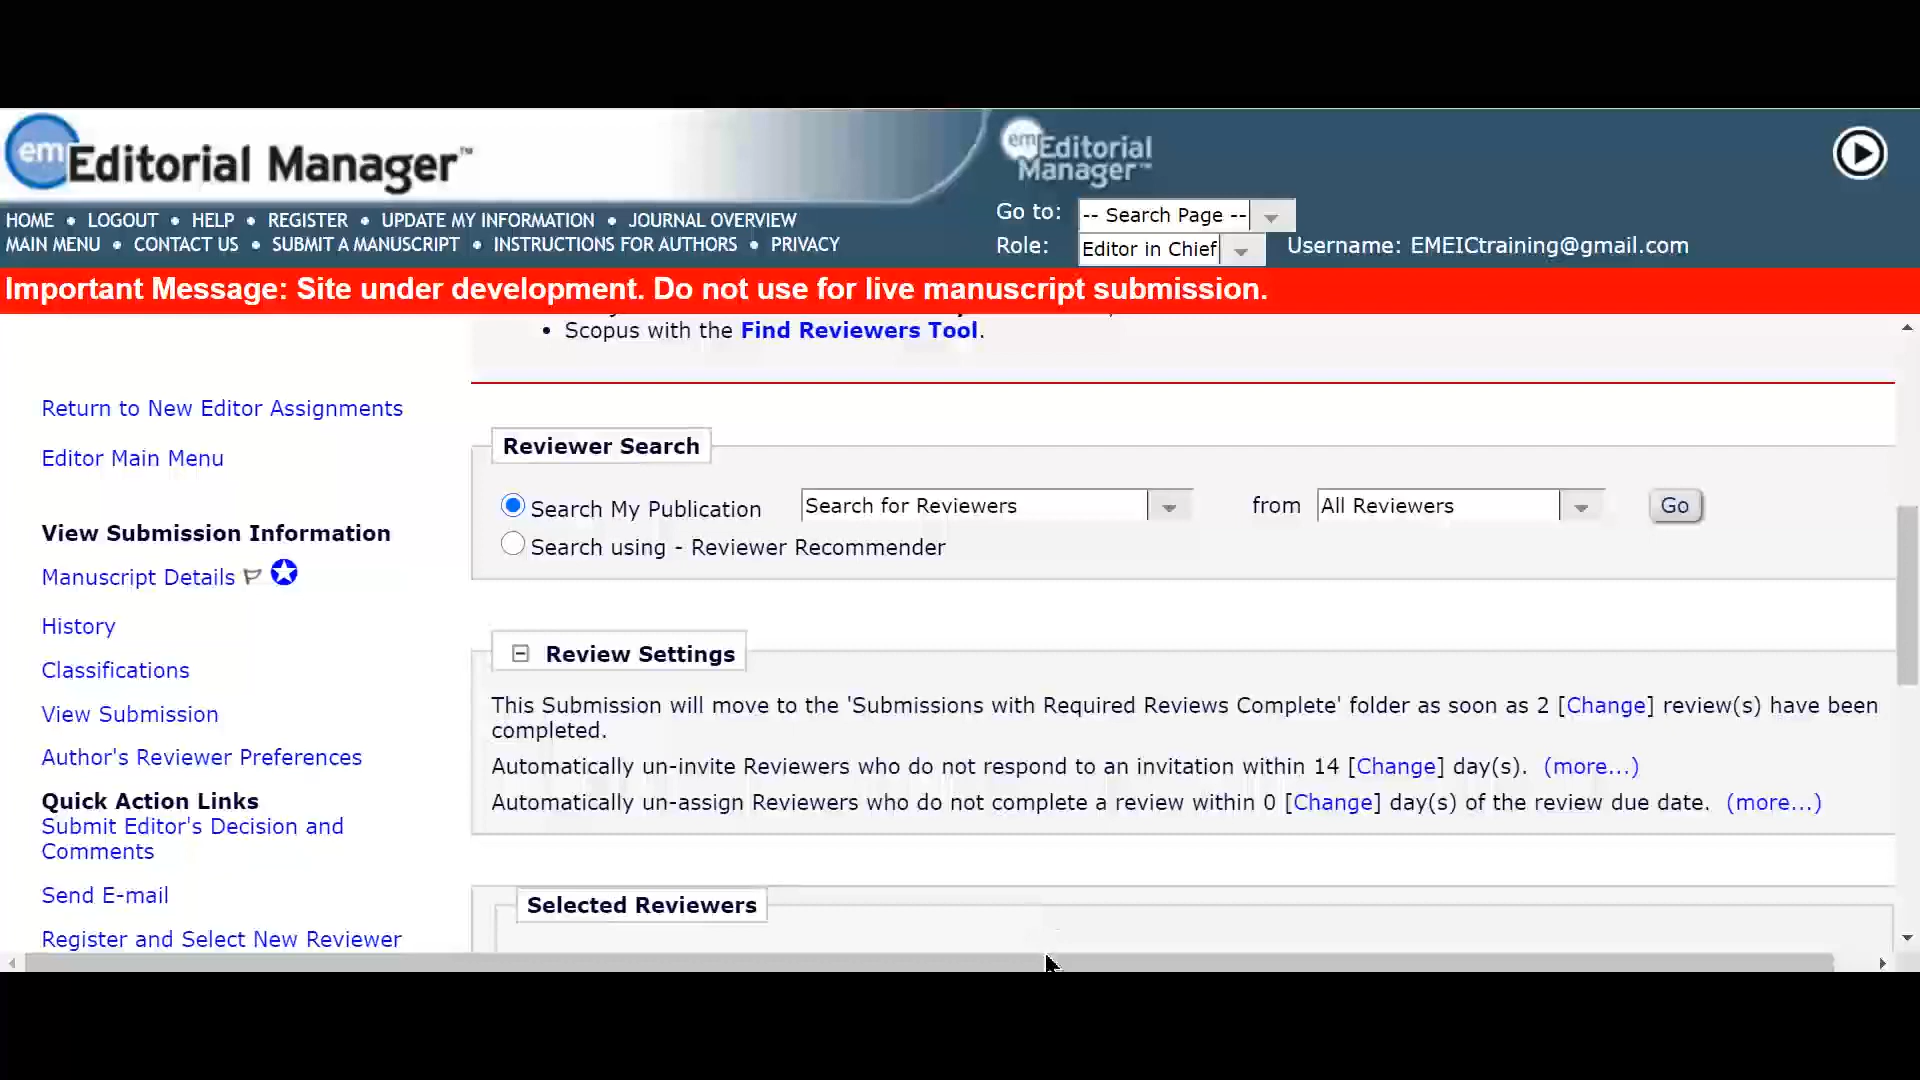 em Editorial Manager™
em Editorial Manager™
HOME • LOGOUT • HELP • REGISTER • UPDATE MY INFORMATION • JOURNAL OVERVIEW
MAIN MENU • CONTACT US • SUBMIT A MANUSCRIPT • INSTRUCTIONS FOR AUTHORS • PRIVACY
Go to: -- Search Page --
Role: Editor in Chief Username: EMEICtraining@gmail.com
Important Message: Site under development. Do not use for live manuscript submission.
• Scopus with the Find Reviewers Tool.
Return to New Editor Assignments
Editor Main Menu
View Submission Information
Manuscript Details
History
Classifications
View Submission
Author's Reviewer Preferences
Quick Action Links
Submit Editor's Decision and
Comments
Send E-mail
Register and Select New Reviewer
Reviewer Search
Search My Publication Search for Reviewers from All Reviewers Go
Search using - Reviewer Recommender
Review Settings
This Submission will move to the 'Submissions with Required Reviews Complete' folder as soon as 2 [Change] review(s) have been
completed.
Automatically un-invite Reviewers who do not respond to an invitation within 14 [Change] day(s). (more...)
Automatically un-assign Reviewers who do not complete a review within 0 [Change] day(s) of the review due date. (more...)
Selected Reviewers